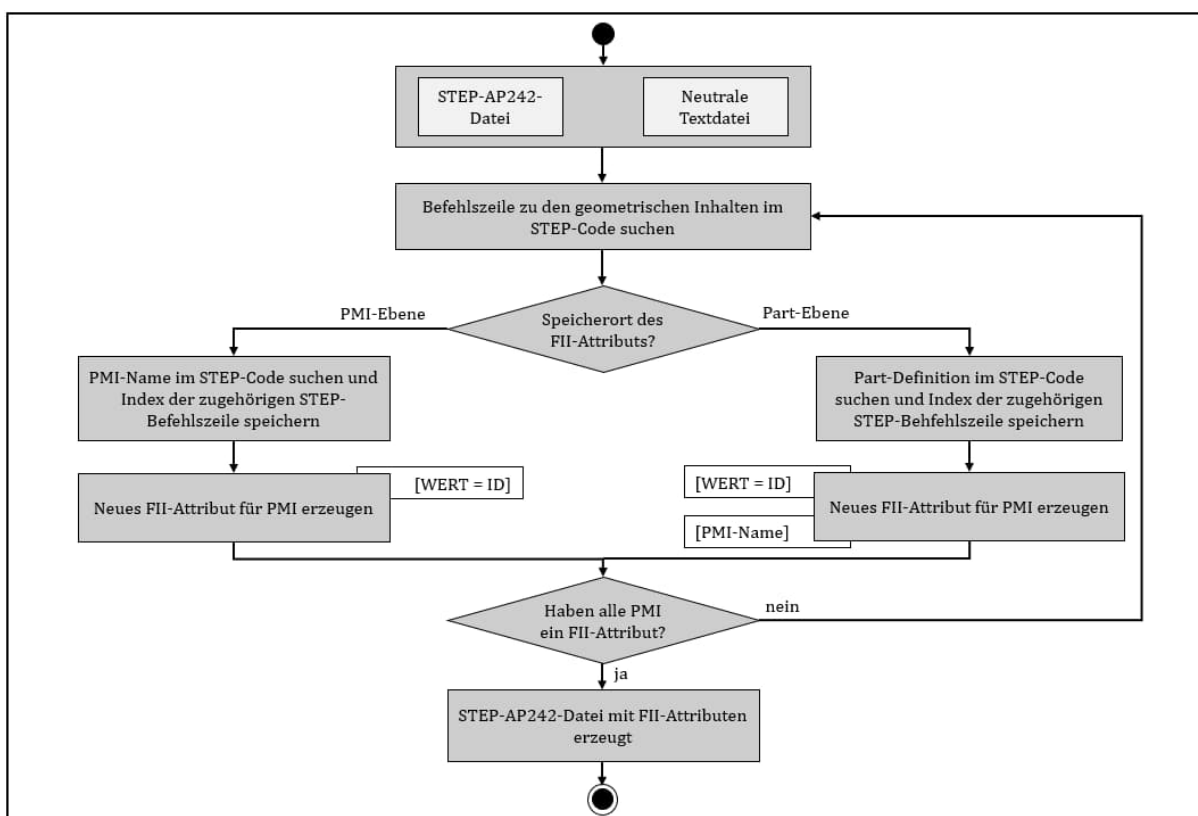 STEP-AP242-
Datei
Neutrale
Textdatei
Befehlszeile zu den geometrischen Inhalten im
STEP-Code suchen
PMI-Ebene
Speicherort des
FII-Attributs?
Part-Ebene
PMI-Name im STEP-Code suchen und
Index der zugehörigen STEP-
Befehlszeile speichern
Part-Definition im STEP-Code
suchen und Index der zugehörigen
STEP-Behfehlszeile speichern
[WERT = ID]
Neues FII-Attribut für PMI erzeugen
[WERT = ID]
[PMI-Name]
Neues FII-Attribut für PMI erzeugen
Haben alle PMI
ein FII-Attribut?
nein
ja
STEP-AP242-Datei mit FII-Attributen
erzeugt